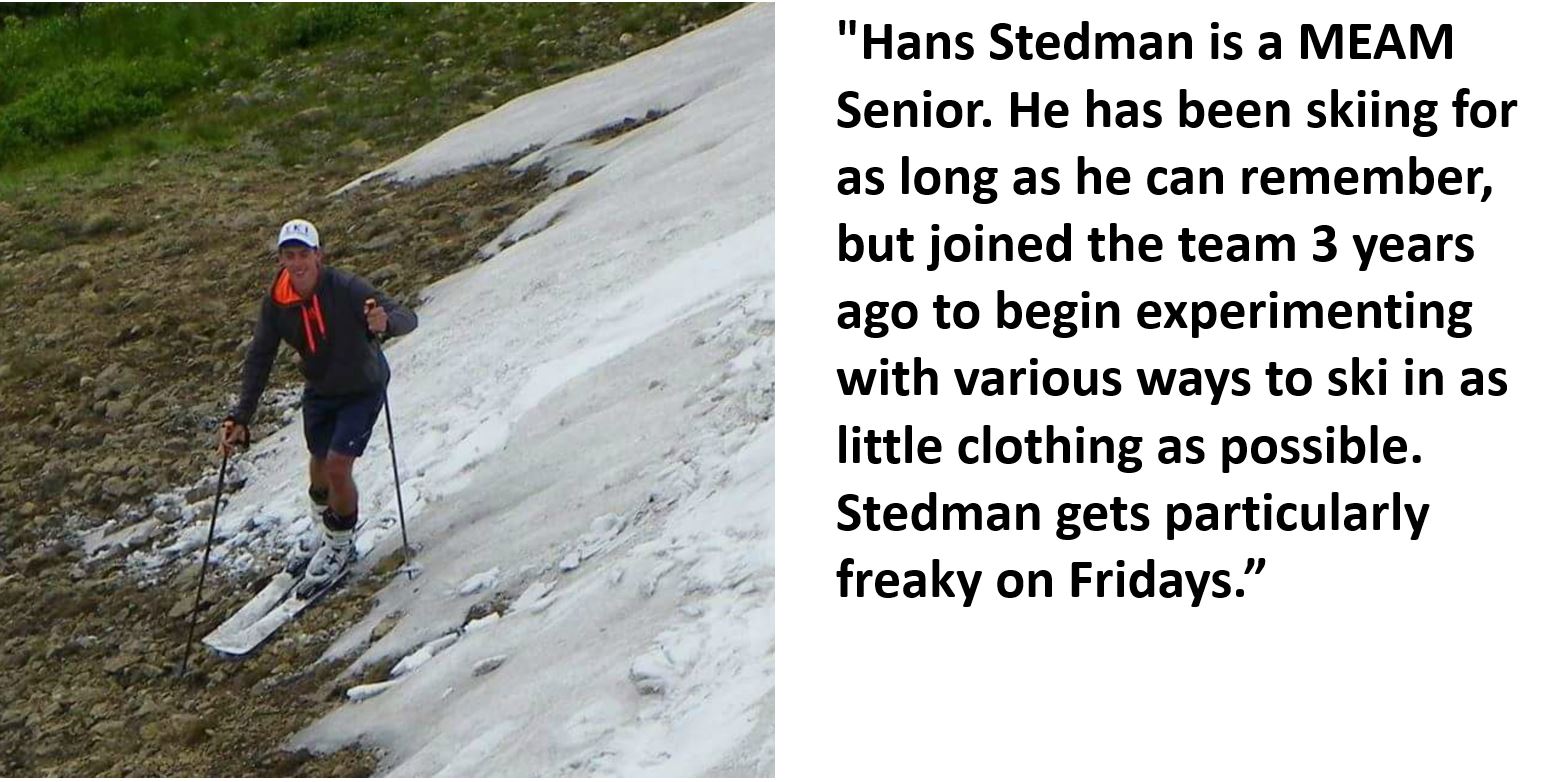 "Hans Stedman is a MEAM
Senior. He has been skiing for
as long as he can remember,
but joined the team 3 years
ago to begin experimenting
with various ways to ski in as
little clothing as possible.
Stedman gets particularly
freaky on Fridays.”